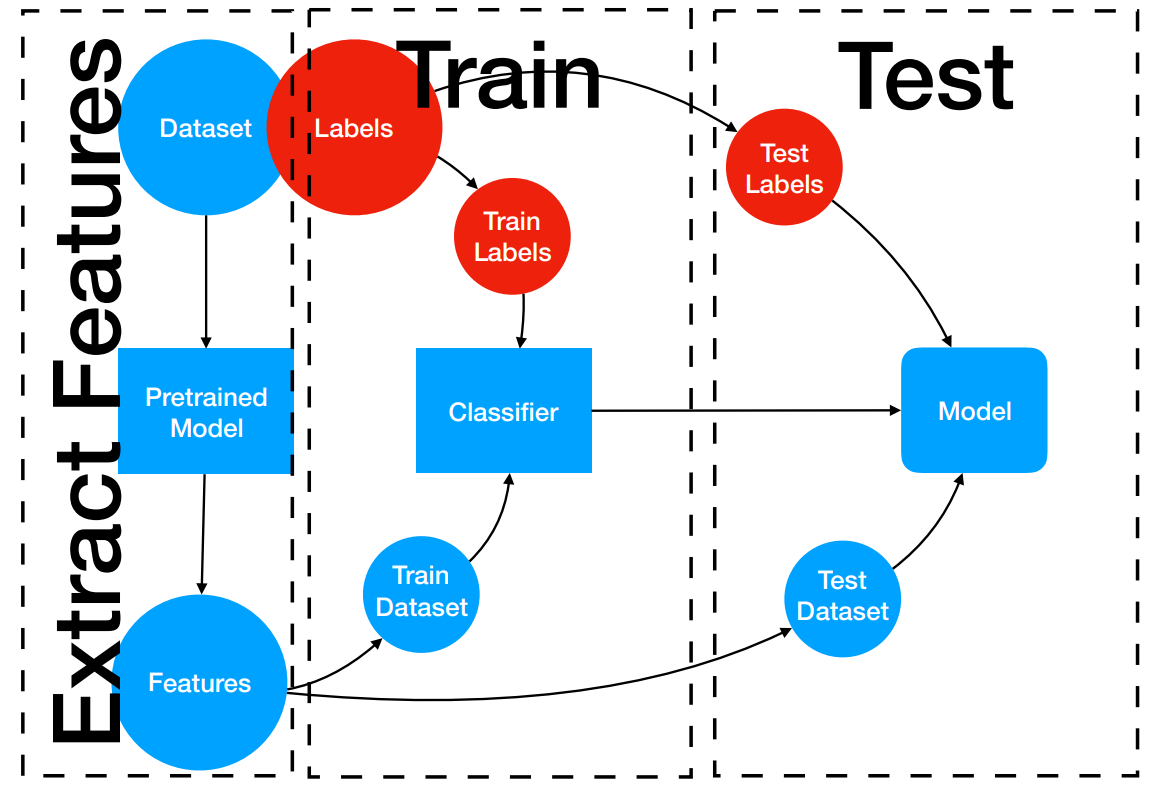 Extract Features
Train
Test
Dataset
Labels
Test
Labels
Train
Labels
Pretrained
Model
Classifier
Model
Train
Dataset
Test
Dataset
Features